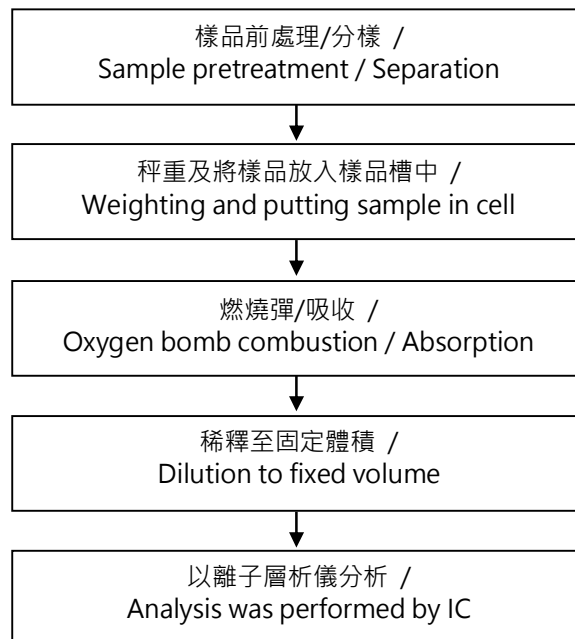 樣品前處理/分樣 /
Sample pretreatment / Separation
秤重及將樣品放入樣品槽中 /
Weighting and putting sample in cell
燃燒彈/吸收 /
Oxygen bomb combustion / Absorption
稀釋至固定體積 /
Dilution to fixed volume
以離子層析儀分析 /
Analysis was performed by IC